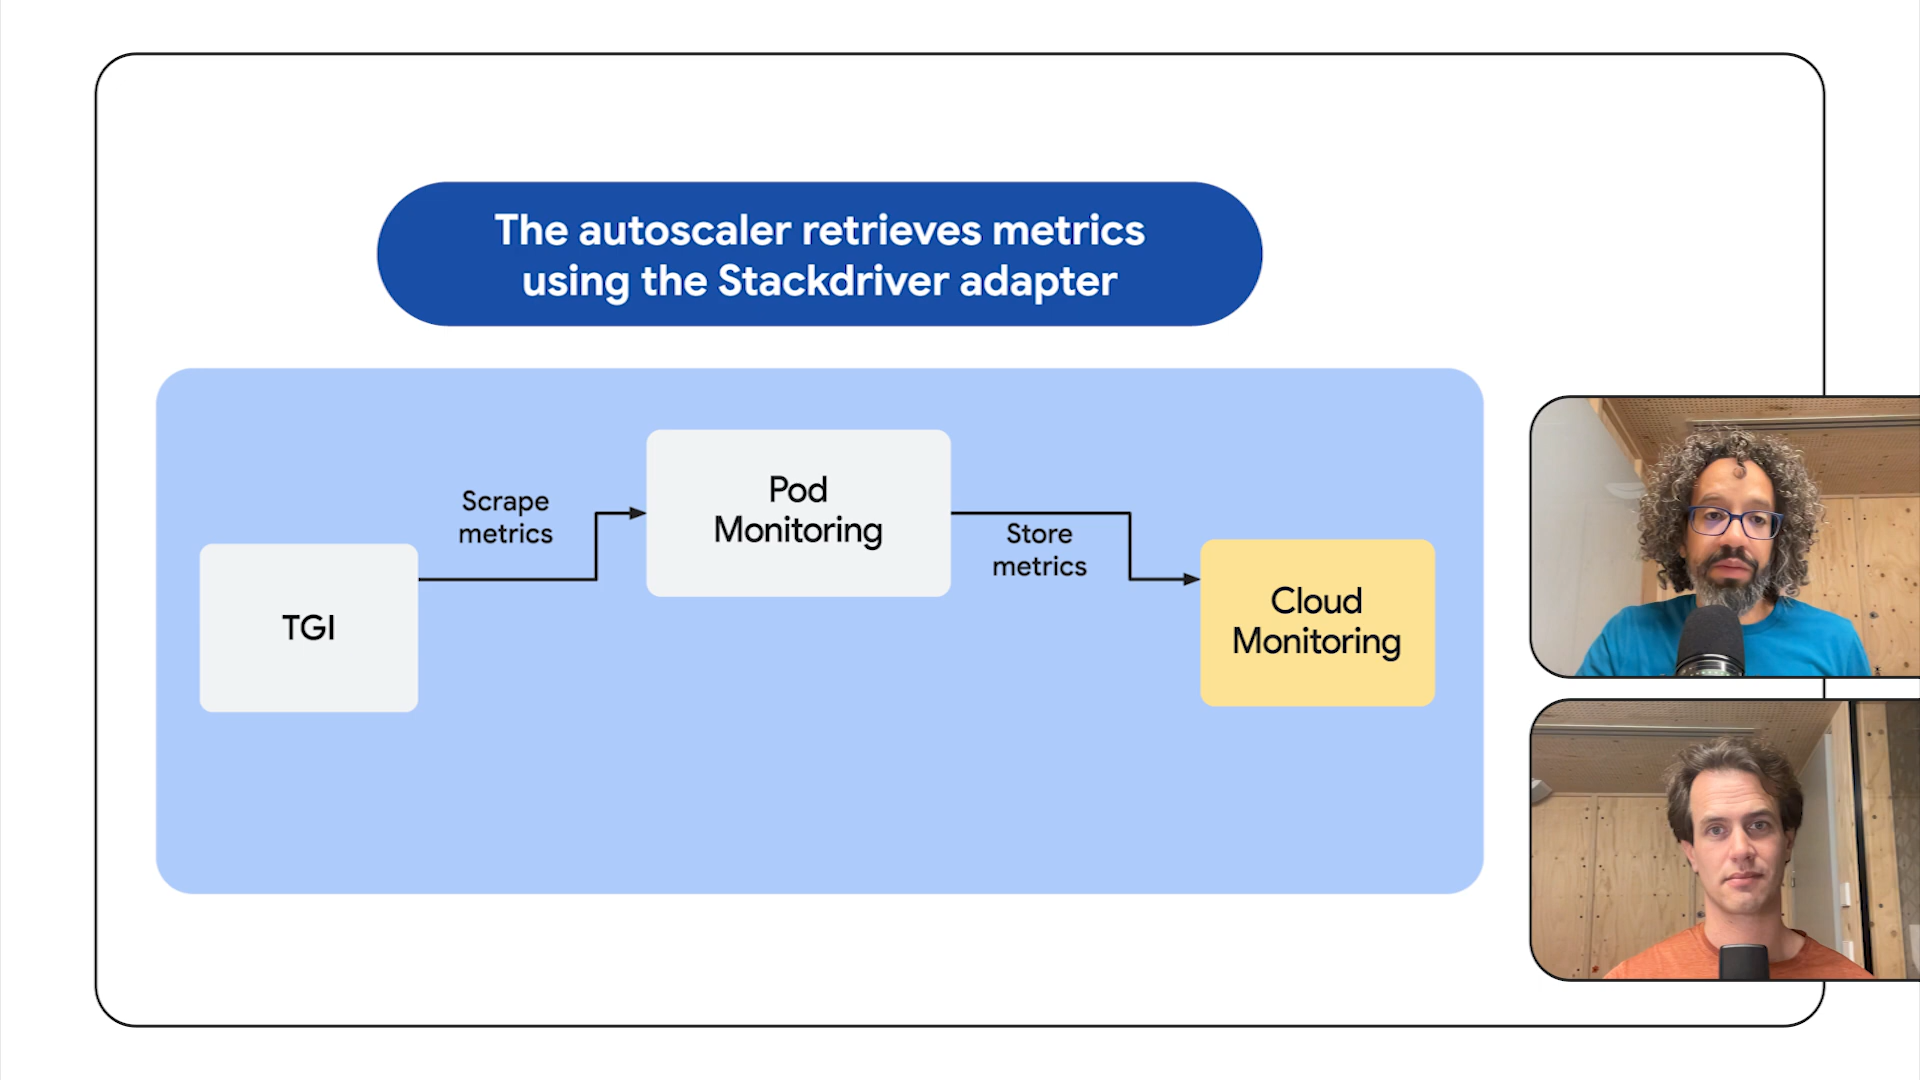 The autoscaler retrieves metrics
using the Stackdriver adapter
Scrape
metrics
Pod
Monitoring
Store
metrics
TGI
Cloud
Monitoring